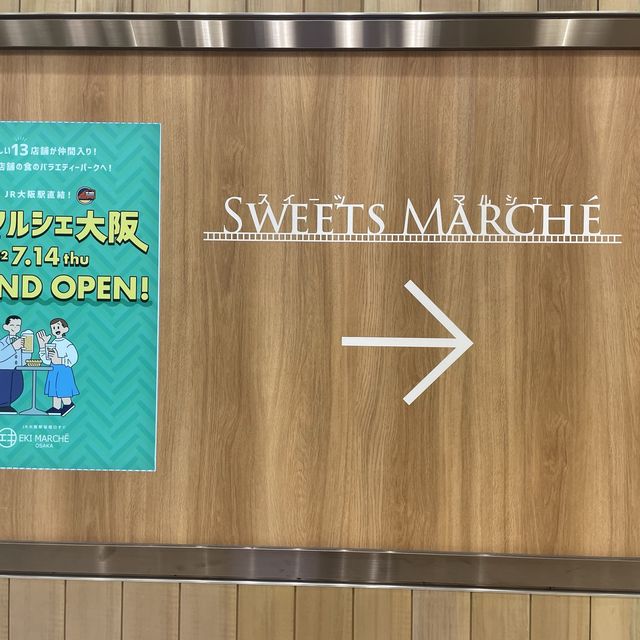 しい13店舗が仲間入り！
店舗の食のバラエティーパークへ！
JR大阪駅直結！
マルシェ大阪
2 7.14 thu
ND OPEN!
EKI MARCHÉ
OSAKA
スイーツ マルシェ
SWEETS MARCHÉ